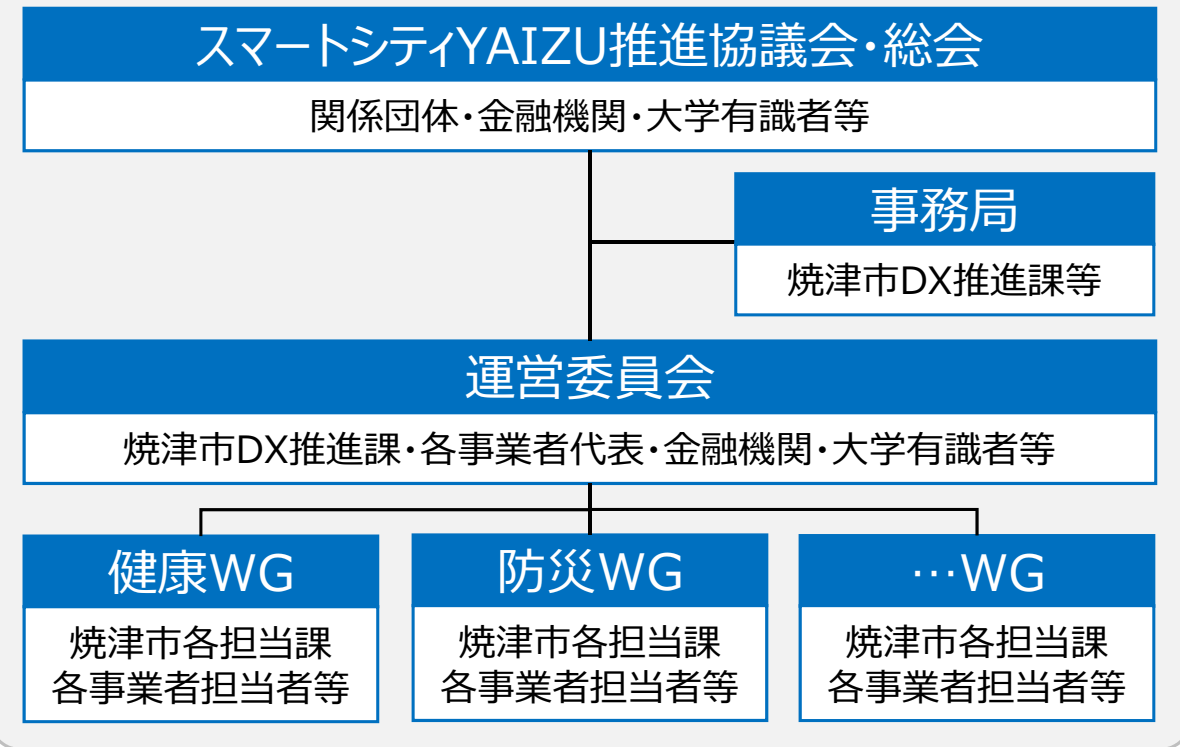 スマートシティYAIZU推進協議会・総会
関係団体・金融機関・大学有識者等
事務局
焼津市DX推進課等
運営委員会
焼津市DX推進課・各事業者代表・金融機関・大学有識者等
健康WG
焼津市各担当課
各事業者担当者等
防災WG
焼津市各担当課
各事業者担当者等
…WG
焼津市各担当課
各事業者担当者等